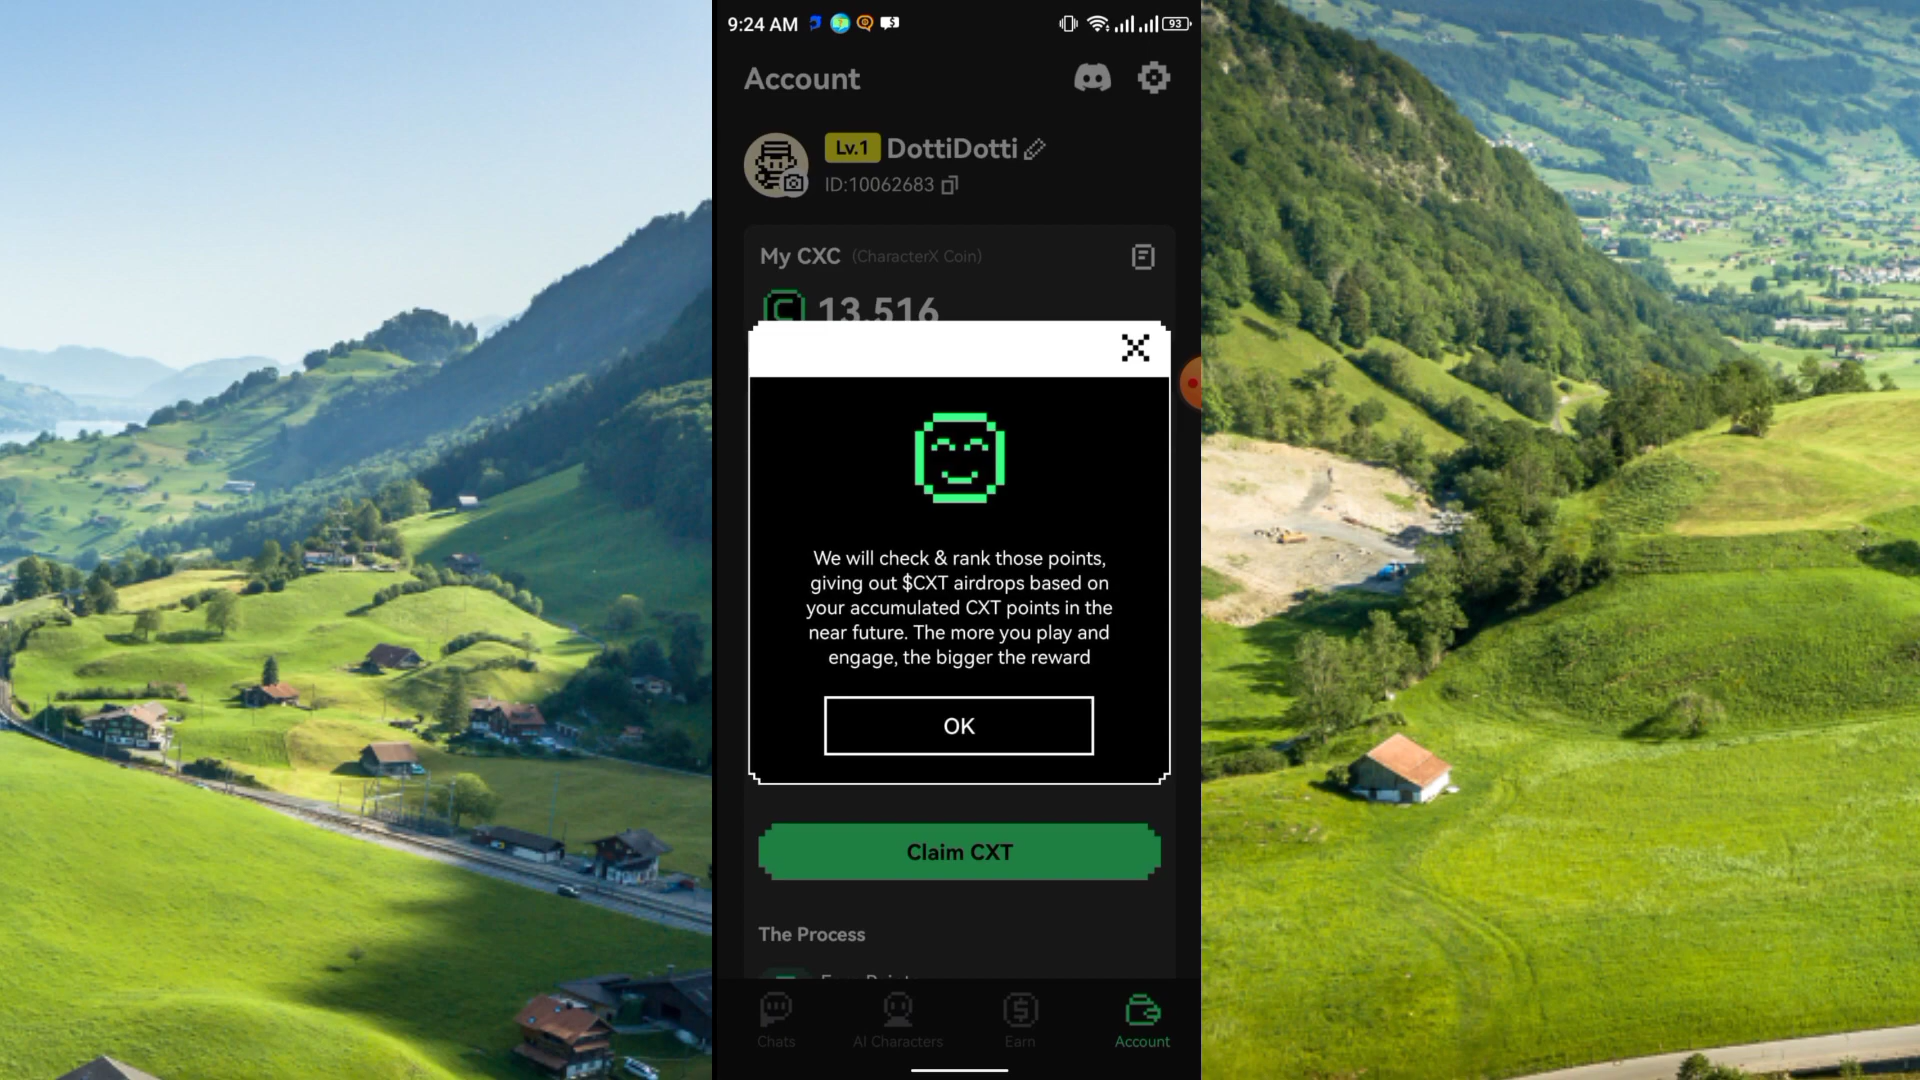 9:24 AM
93
Account
Lv.1 DottiDotti
ID:10062683
My CXC (CharacterX Coin)
13,516
We will check & rank those points,
giving out $CXT airdrops based on
your accumulated CXT points in the
near future. The more you play and
engage, the bigger the reward
OK
Claim CXT
The Process
Chats
AI Characters
Earn
Account